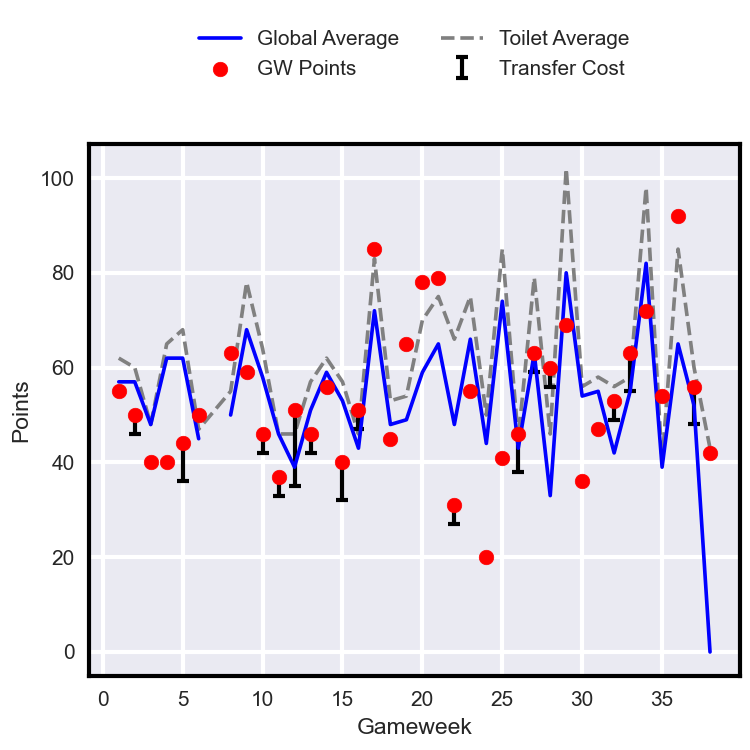 Global Average
Toilet Average
GW Points
Transfer Cost
100
80
60
40
20
0
Points
0 5 10 15 20 25 30 35
Gameweek